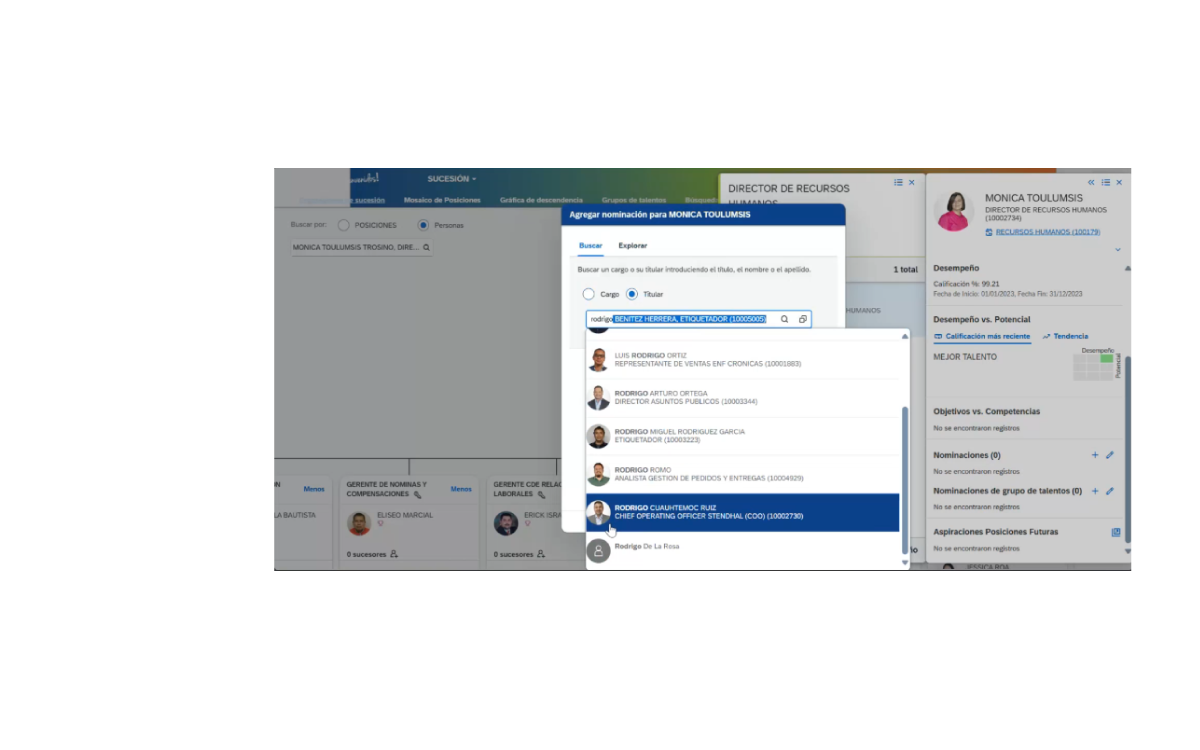 SUCESIÓN
de sucesión
Mosaico de Posiciones
Gráfica de descendencia
Grupos de talentos
Buscar por:
POSICIONES
Personas
MONICA TOULUMSIS TROSINO, DIRE...
GERENTE DE NOMINAS Y
COMPENSACIONES
Menos
ELISEO MARCIAL
0 sucesores
Menos
LA BAUTISTA
GERENTE CDE RELAC
LABORALES
ERICK ISRA
0 sucesores
Agregar nominación para MONICA TOULUMSIS
Buscar
Explorar
Buscar un cargo o su titular introduciendo el título, el nombre o el apellido.
Cargo
Titular
rodrigo BENITEZ HERRERA, ETIQUETADOR (10005005)
LUIS RODRIGO ORTIZ
REPRESENTANTE DE VENTAS ENF CRONICAS (10001883)
RODRIGO ARTURO ORTEGA
DIRECTOR ASUNTOS PUBLICOS (10003344)
RODRIGO MIGUEL RODRIGUEZ GARCIA
ETIQUETADOR (10003223)
RODRIGO ROMO
ANALISTA GESTION DE PEDIDOS Y ENTREGAS (10004929)
RODRIGO CUAUHTEMOC RUIZ
CHIEF OPERATING OFFICER STENDHAL (COO) (10002730)
Rodrigo De La Rosa
DIRECTOR DE RECURSOS
HUMANOS
1 total
HUMANOS
MONICA TOULUMSIS
DIRECTOR DE RECURSOS HUMANOS
(10002734)
RECURSOS HUMANOS (100179)
Desempeño
Calificación %: 99.21
Fecha de Inicio: 01/01/2023, Fecha Fin: 31/12/2023
Desempeño vs. Potencial
Calificación más reciente
Tendencia
MEJOR TALENTO
Desempeño
Potencial
Objetivos vs. Competencias
No se encontraron registros
Nominaciones (0)
No se encontraron registros
Nominaciones de grupo de talentos (0)
No se encontraron registros
Aspiraciones Posiciones Futuras
No se encontraron registros
JESSICA ROA